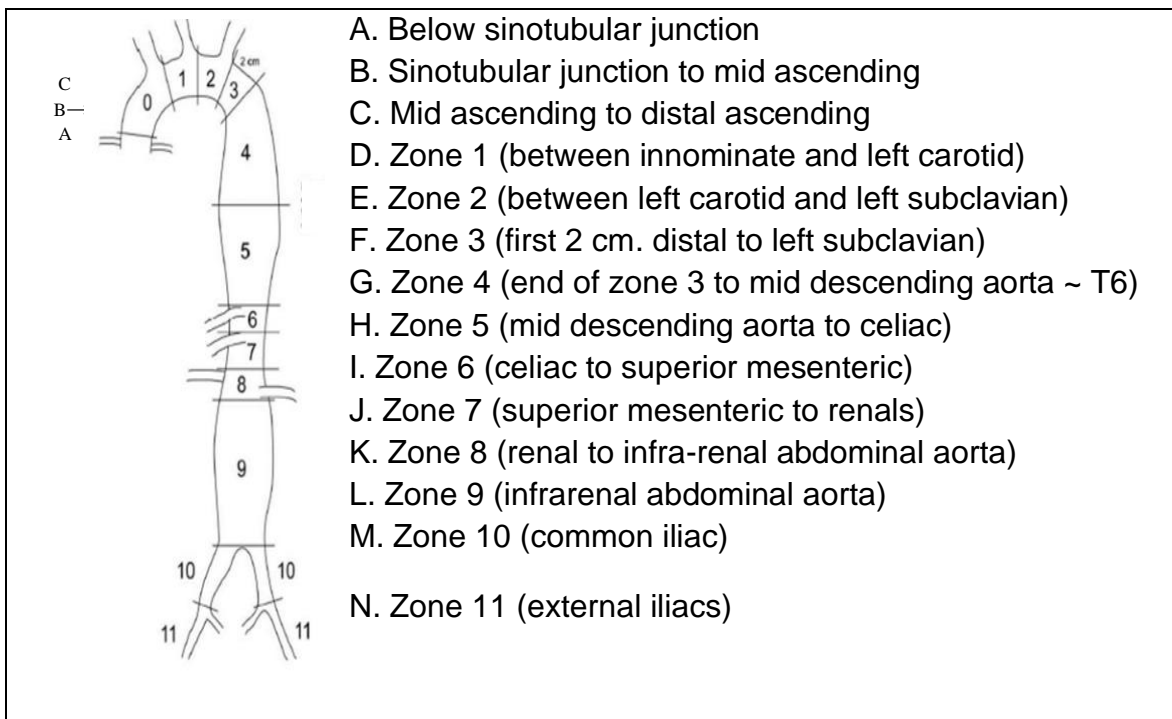 A. Below sinotubular junction
B. Sinotubular junction to mid ascending
C. Mid ascending to distal ascending
D. Zone 1 (between innominate and left carotid)
E. Zone 2 (between left carotid and left subclavian)
F. Zone 3 (first 2 cm. distal to left subclavian)
G. Zone 4 (end of zone 3 to mid descending aorta ~ T6)
H. Zone 5 (mid descending aorta to celiac)
I. Zone 6 (celiac to superior mesenteric)
J. Zone 7 (superior mesenteric to renals)
K. Zone 8 (renal to infra-renal abdominal aorta)
L. Zone 9 (infrarenal abdominal aorta)
M. Zone 10 (common iliac)
N. Zone 11 (external iliacs)
2 cm
C
B
A
0
1
2
3
4
5
6
7
8
9
10
10
11
11